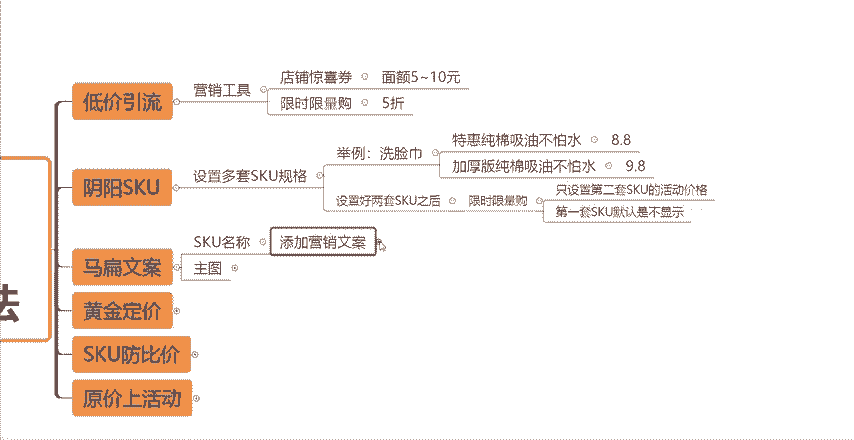 低价引流
营销工具
店铺惊喜券
面额5~10元
限时限量购
5折
阴阳SKU
设置多套SKU规格
举例：洗脸巾
特惠纯棉吸油不怕水
8.8
加厚版纯棉吸油不怕水
9.8
设置好两套SKU之后
限时限量购
只设置第二套SKU的活动价格
第一套SKU默认是不显示
马扁文案
SKU名称
添加营销文案
主图
法
黄金定价
SKU防比价
原价上活动